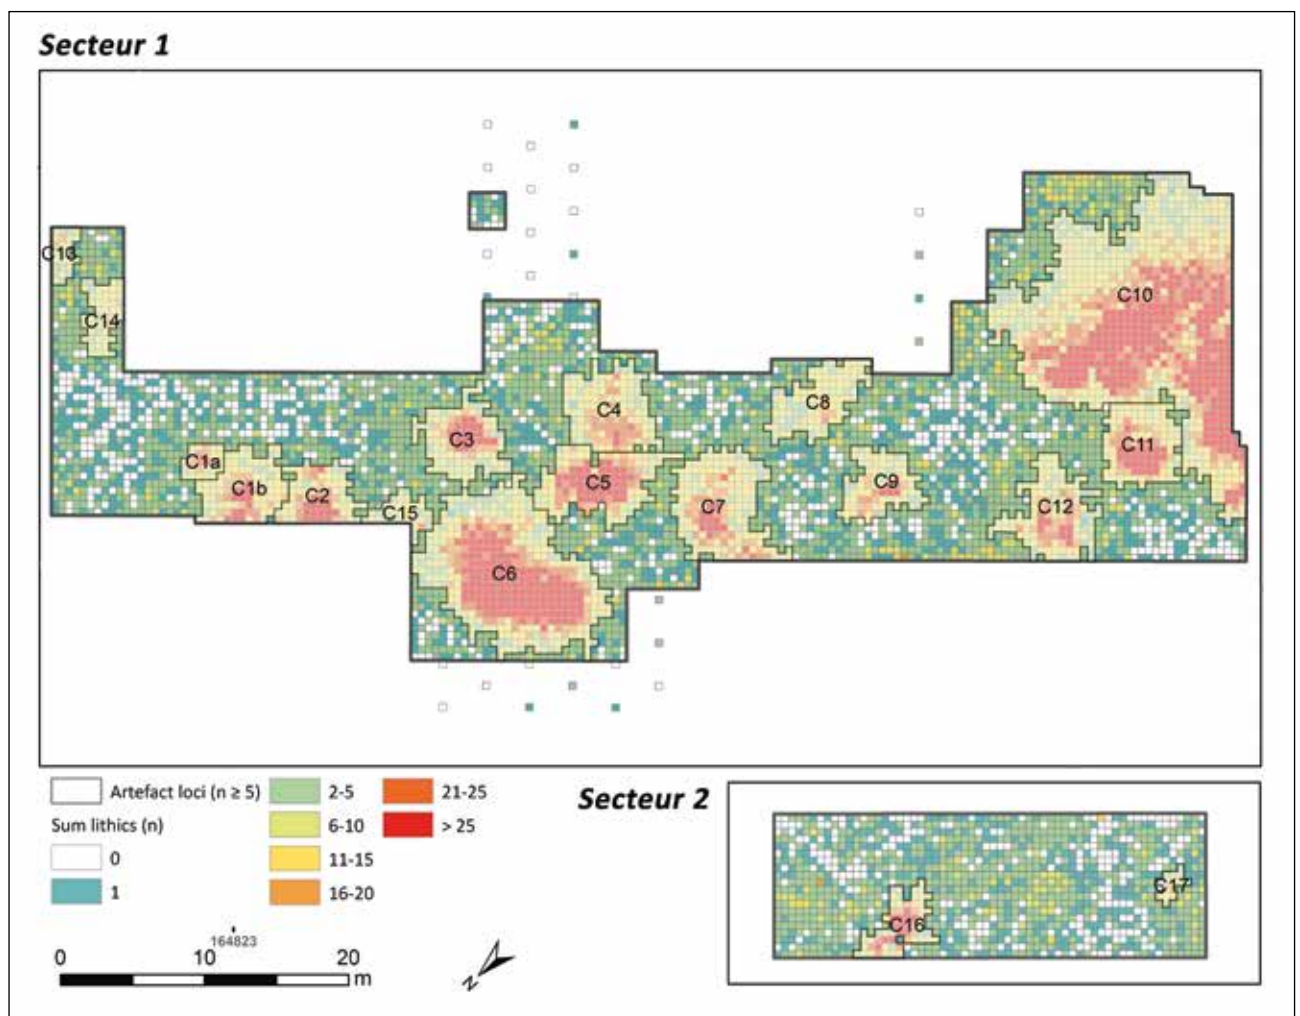 Secteur 1
C13
C14
C10
C8
C4
C3
C11
C1a
C5
C9
C1b
C2
C7
C12
C15
C6
Artefact loci (n ≥ 5)
Sum lithics (n)
0
1
2-5
6-10
11-15
16-20
21-25
> 25
164823
0 10 20
m
N
Secteur 2
C17
C16